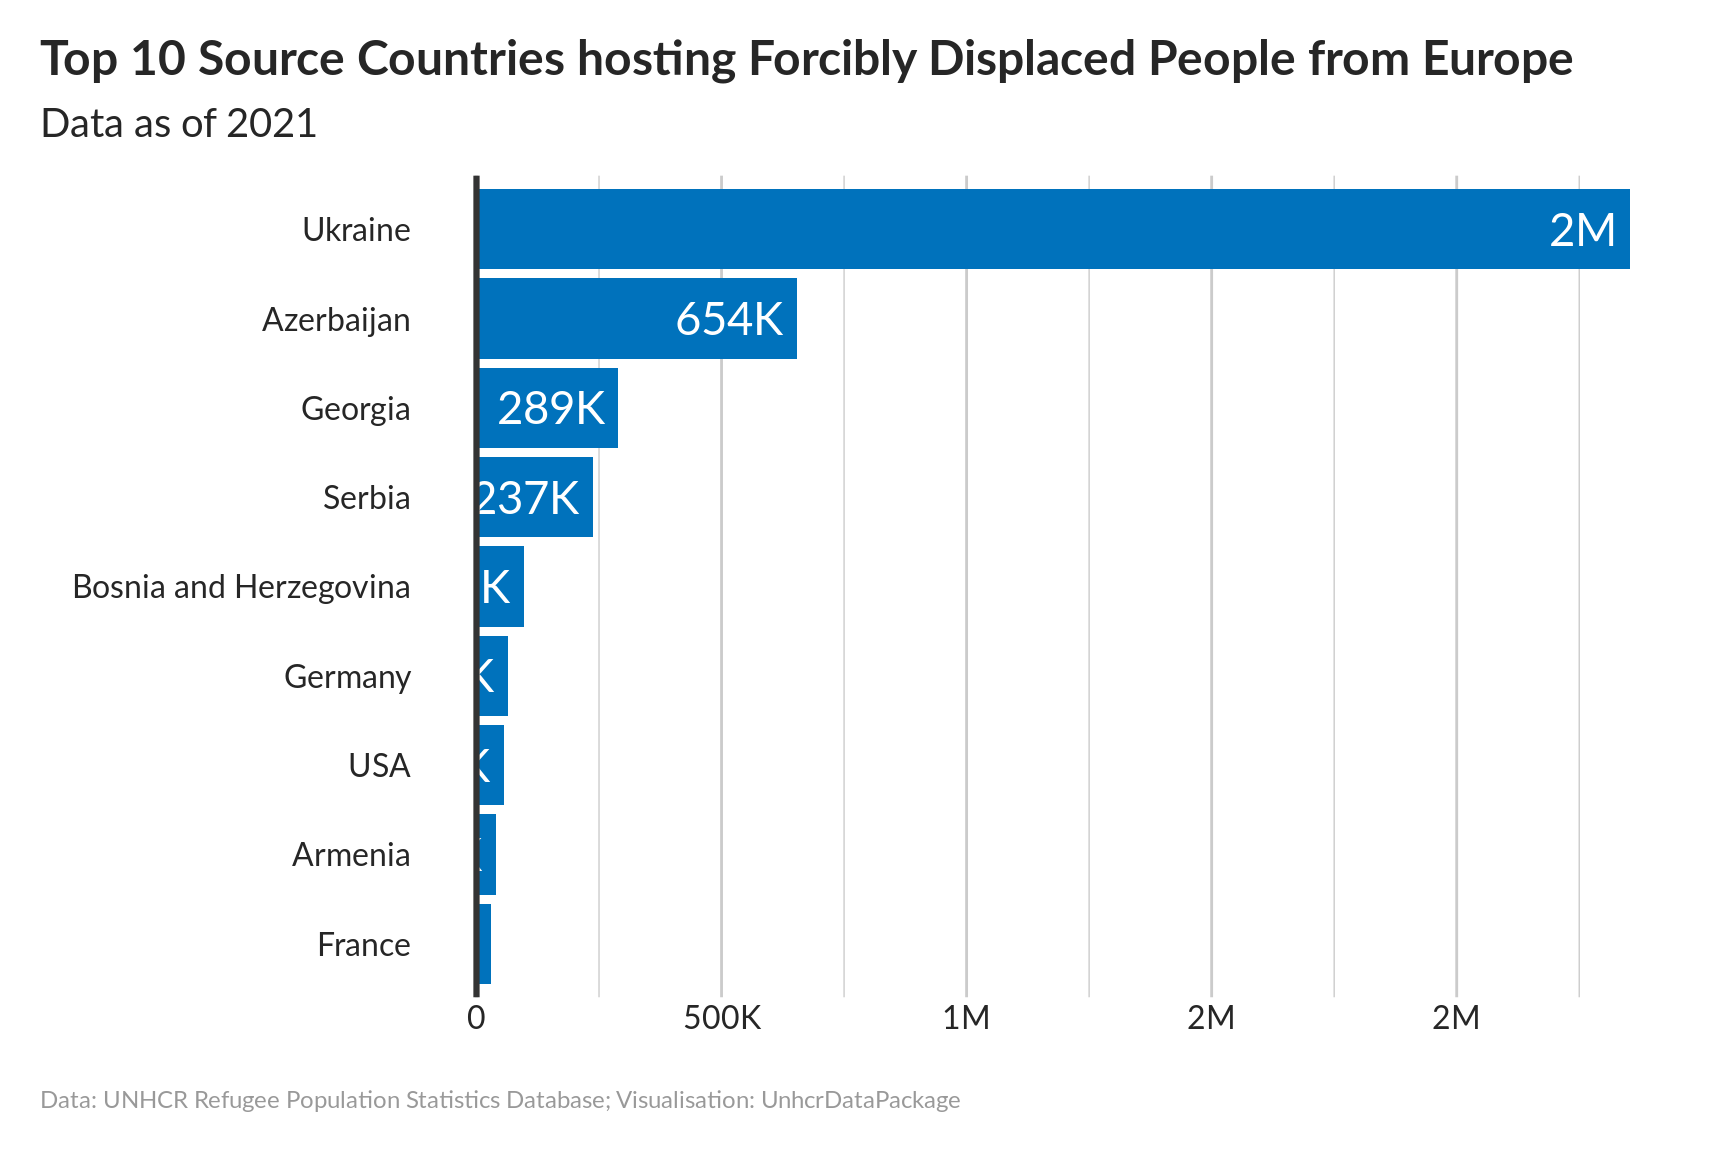 Top 10 Source Countries hosting Forcibly Displaced People from Europe
Data as of 2021
Ukraine 2M
Azerbaijan 654K
Georgia 289K
Serbia 237K
Bosnia and Herzegovina K
Germany K
USA K
Armenia
France
0 500K 1M 2M 2M
Data: UNHCR Refugee Population Statistics Database; Visualisation: UnhcrDataPackage